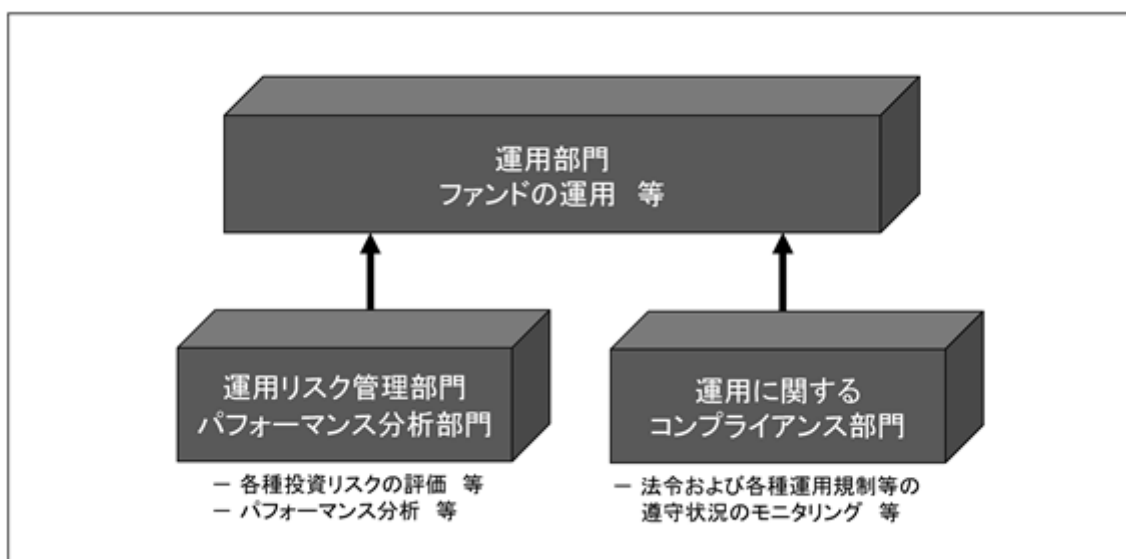 運用部門
ファンドの運用　等
運用リスク管理部門
パフォーマンス分析部門
運用に関する
コンプライアンス部門
－ 各種投資リスクの評価　等
－ パフォーマンス分析　等
－ 法令および各種運用規制等の
遵守状況のモニタリング　等